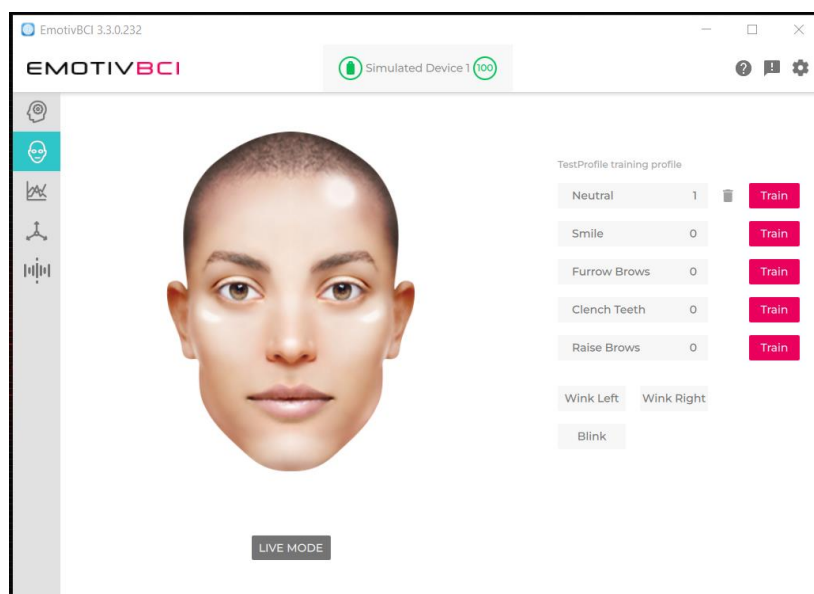 EmotivBCI 3.3.0.232
EMOTIVBCI
Simulated Device 1 100
TestProfile training profile
Neutral 1 Train
Smile 0 Train
Furrow Brows 0 Train
Clench Teeth 0 Train
Raise Brows 0 Train
Wink Left Wink Right
Blink
LIVE MODE